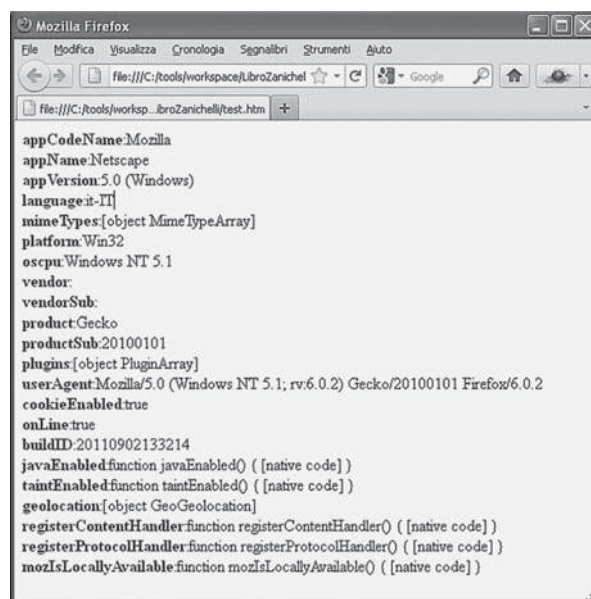 Mozilla Firefox
File Modifica Visualizza Cronologia Segnalibri Strumenti Aiuto
file:///C:/tools/workspace/LibroZanichel Google
file:///C:/tools/worksp...ibroZanichelli/test.htm
appCodeName:Mozilla
appName:Netscape
appVersion:5.0 (Windows)
language:it-IT
mimeTypes:[object MimeTypeArray]
platform:Win32
oscpu:Windows NT 5.1
vendor:
vendorSub:
product:Gecko
productSub:20100101
plugins:[object PluginArray]
userAgent:Mozilla/5.0 (Windows NT 5.1; rv:6.0.2) Gecko/20100101 Firefox/6.0.2
cookieEnabled:true
onLine:true
buildID:20110902133214
javaEnabled:function javaEnabled() { [native code] }
taintEnabled:function taintEnabled() { [native code] }
geolocation:[object GeoGeolocation]
registerContentHandler:function registerContentHandler() { [native code] }
registerProtocolHandler:function registerProtocolHandler() { [native code] }
mozIsLocallyAvailable:function mozIsLocallyAvailable() { [native code] }